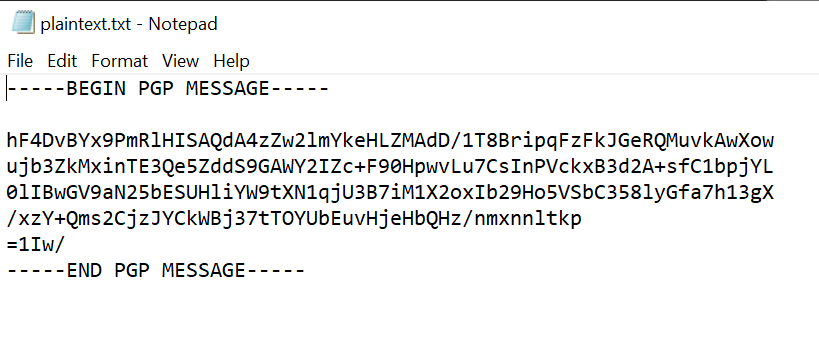 plaintext.txt - Notepad
File Edit Format View Help
-----BEGIN PGP MESSAGE-----
hF4DvBYx9PmRlHISAQdA4zZw2lmYkeHLZMAdD/1T8BripqFzFkJGeRQMuvkAwXow
ujb3ZkMxinTE3Qe5ZddS9GAWY2IZc+F90HpwvLu7CsInPVckxB3d2A+sfC1bpjYL
0lIBwGV9aN25bESUHliYW9tXN1qjU3B7iM1X2oxIb29Ho5VSbC358lyGfa7h13gX
/xzY+Qms2CjzJYCkWBj37tTOYUbEuvHjeHbQHz/nmxnnltkp
=1Iw/
-----END PGP MESSAGE-----